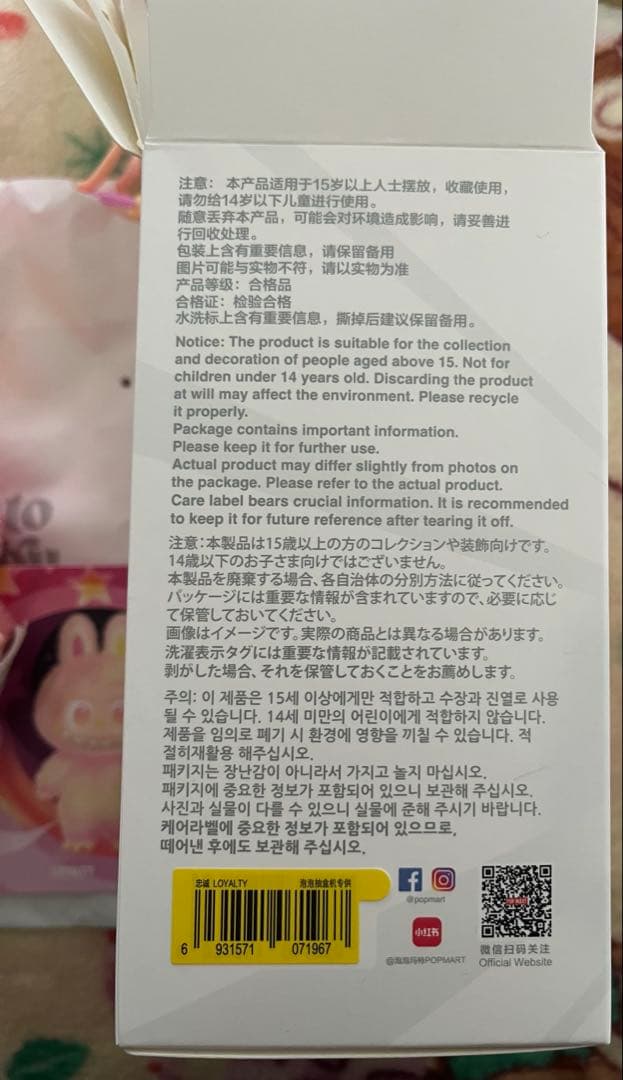 注意： 本产品适用于15岁以上人士摆放，收藏使用，
请勿给14岁以下儿童进行使用。
随意丢弃本产品，可能会对环境造成影响，请妥善进
行回收处理。
包装上含有重要信息，请保留备用
图片可能与实物不符，请以实物为准
产品等级：合格品
合格证：检验合格
水洗标上含有重要信息，撕掉后建议保留备用。
Notice: The product is suitable for the collection
and decoration of people aged above 15. Not for
children under 14 years old. Discarding the product
at will may affect the environment. Please recycle
it properly.
Package contains important information.
Please keep it for further use.
Actual product may differ slightly from photos on
the package. Please refer to the actual product.
Care label bears crucial information. It is recommended
to keep it for future reference after tearing it off.
注意：本製品は15歳以上の方のコレクションや装飾向けです。
14歳以下のお子さま向けではございません。
本製品を廃棄する場合、各自治体の分別方法に従ってください。
パッケージには重要な情報が含まれていますので、必要に応じ
て保管しておいてください。
画像はイメージです。実際の商品とは異なる場合があります。
洗濯表示タグには重要な情報が記載されています。
剥がした場合、それを保管しておくことをお薦めします。
주의: 이 제품은 15세 이상에게만 적합하고 수장과 진열로 사용
될 수 있습니다. 14세 미만의 어린이에게 적합하지 않습니다.
제품을 임의로 폐기 시 환경에 영향을 끼칠 수 있습니다. 적
절히재활용 해주십시오.
패키지는 장난감이 아니라서 가지고 놀지 마십시오.
패키지에 중요한 정보가 포함되어 있으니 보관해 주십시오.
사진과 실물이 다를 수 있으니 실물에 준해 주시기 바랍니다.
케어라벨에 중요한 정보가 포함되어 있으므로,
떼어낸 후에도 보관해 주십시오.
忠诚 LOYALTY 泡泡抽盒机专供
6 931571 071967
@popmart
小红书
@泡泡玛特POPMART
POP MART
微信扫码关注
Official Website
to